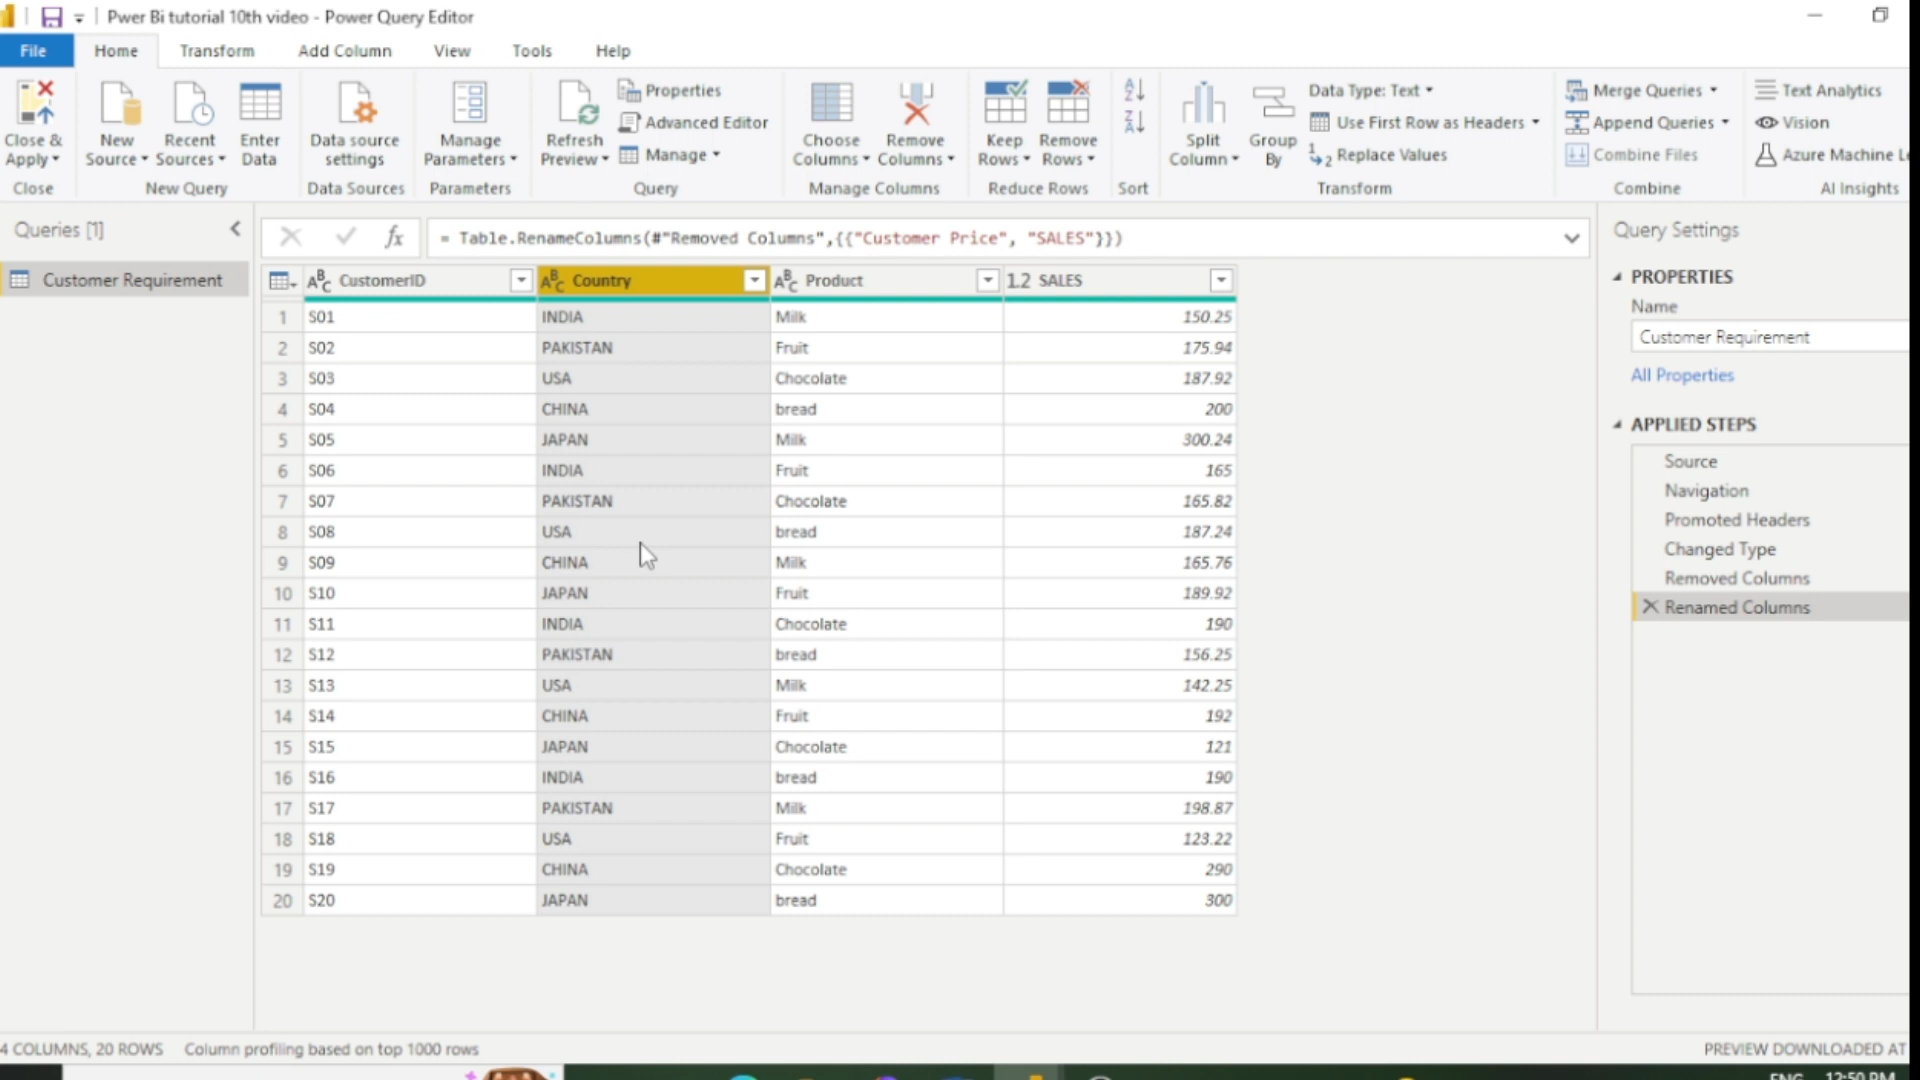 Pwer Bi tutorial 10th video - Power Query Editor
File Home Transform Add Column View Tools Help
Close & Apply
New Source
Recent Sources
Enter Data
Data source settings
Manage Parameters
Refresh Preview
Properties
Advanced Editor
Manage
Choose Columns
Remove Columns
Keep Rows
Remove Rows
Split Column
Group By
Data Type: Text
Use First Row as Headers
Replace Values
Merge Queries
Append Queries
Combine Files
Text Analytics
Vision
Azure Machine Le
Close New Query Data Sources Parameters Query Manage Columns Reduce Rows Sort Transform Combine AI Insights
Queries [1]
Customer Requirement
fx = Table.RenameColumns(#"Removed Columns",{{"Customer Price", "SALES"}})
ABC CustomerID ABC Country ABC Product 1.2 SALES
1 S01 INDIA Milk 150.25
2 S02 PAKISTAN Fruit 175.94
3 S03 USA Chocolate 187.92
4 S04 CHINA bread 200
5 S05 JAPAN Milk 300.24
6 S06 INDIA Fruit 165
7 S07 PAKISTAN Chocolate 165.82
8 S08 USA bread 187.24
9 S09 CHINA Milk 165.76
10 S10 JAPAN Fruit 189.92
11 S11 INDIA Chocolate 190
12 S12 PAKISTAN bread 156.25
13 S13 USA Milk 142.25
14 S14 CHINA Fruit 192
15 S15 JAPAN Chocolate 121
16 S16 INDIA bread 190
17 S17 PAKISTAN Milk 198.87
18 S18 USA Fruit 123.22
19 S19 CHINA Chocolate 290
20 S20 JAPAN bread 300
Query Settings
PROPERTIES
Name
Customer Requirement
All Properties
APPLIED STEPS
Source
Navigation
Promoted Headers
Changed Type
Removed Columns
Renamed Columns
4 COLUMNS, 20 ROWS Column profiling based on top 1000 rows PREVIEW DOWNLOADED AT
ENG 12:50 PM